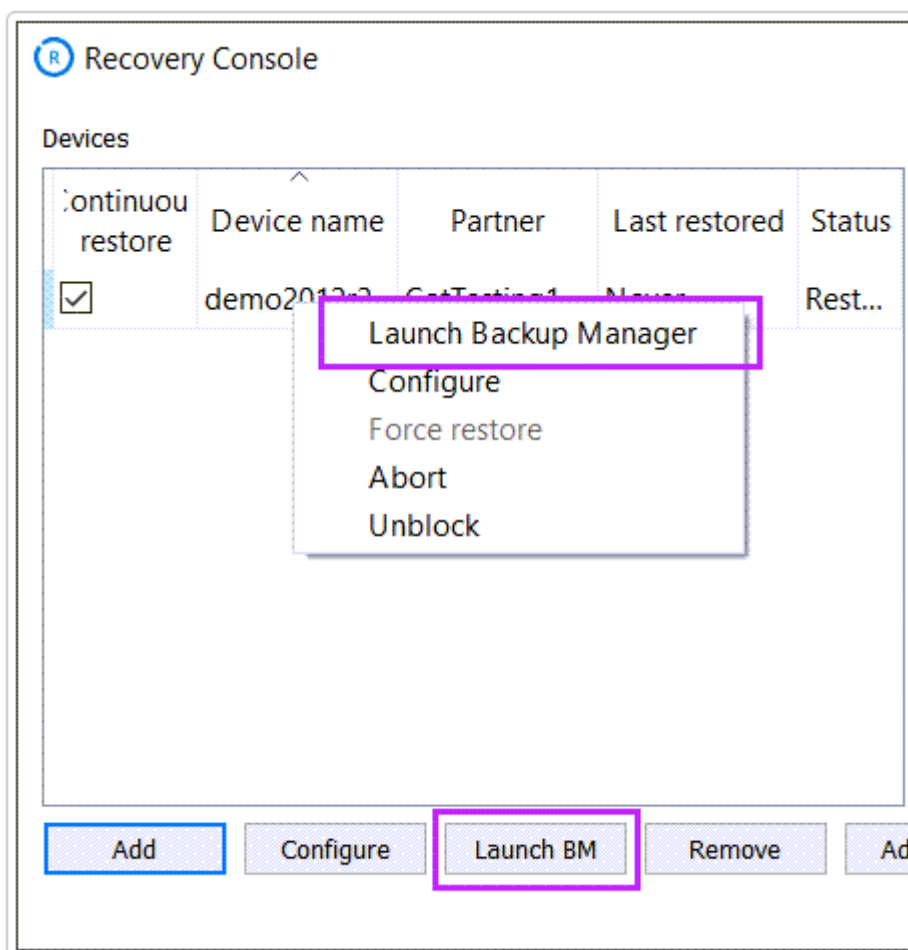 Recovery Console
Devices
ontinuou
restore
Device name
Partner
Last restored
Status
Rest...
Launch Backup Manager
Configure
Force restore
Abort
Unblock
Add
Configure
Launch BM
Remove
Ad